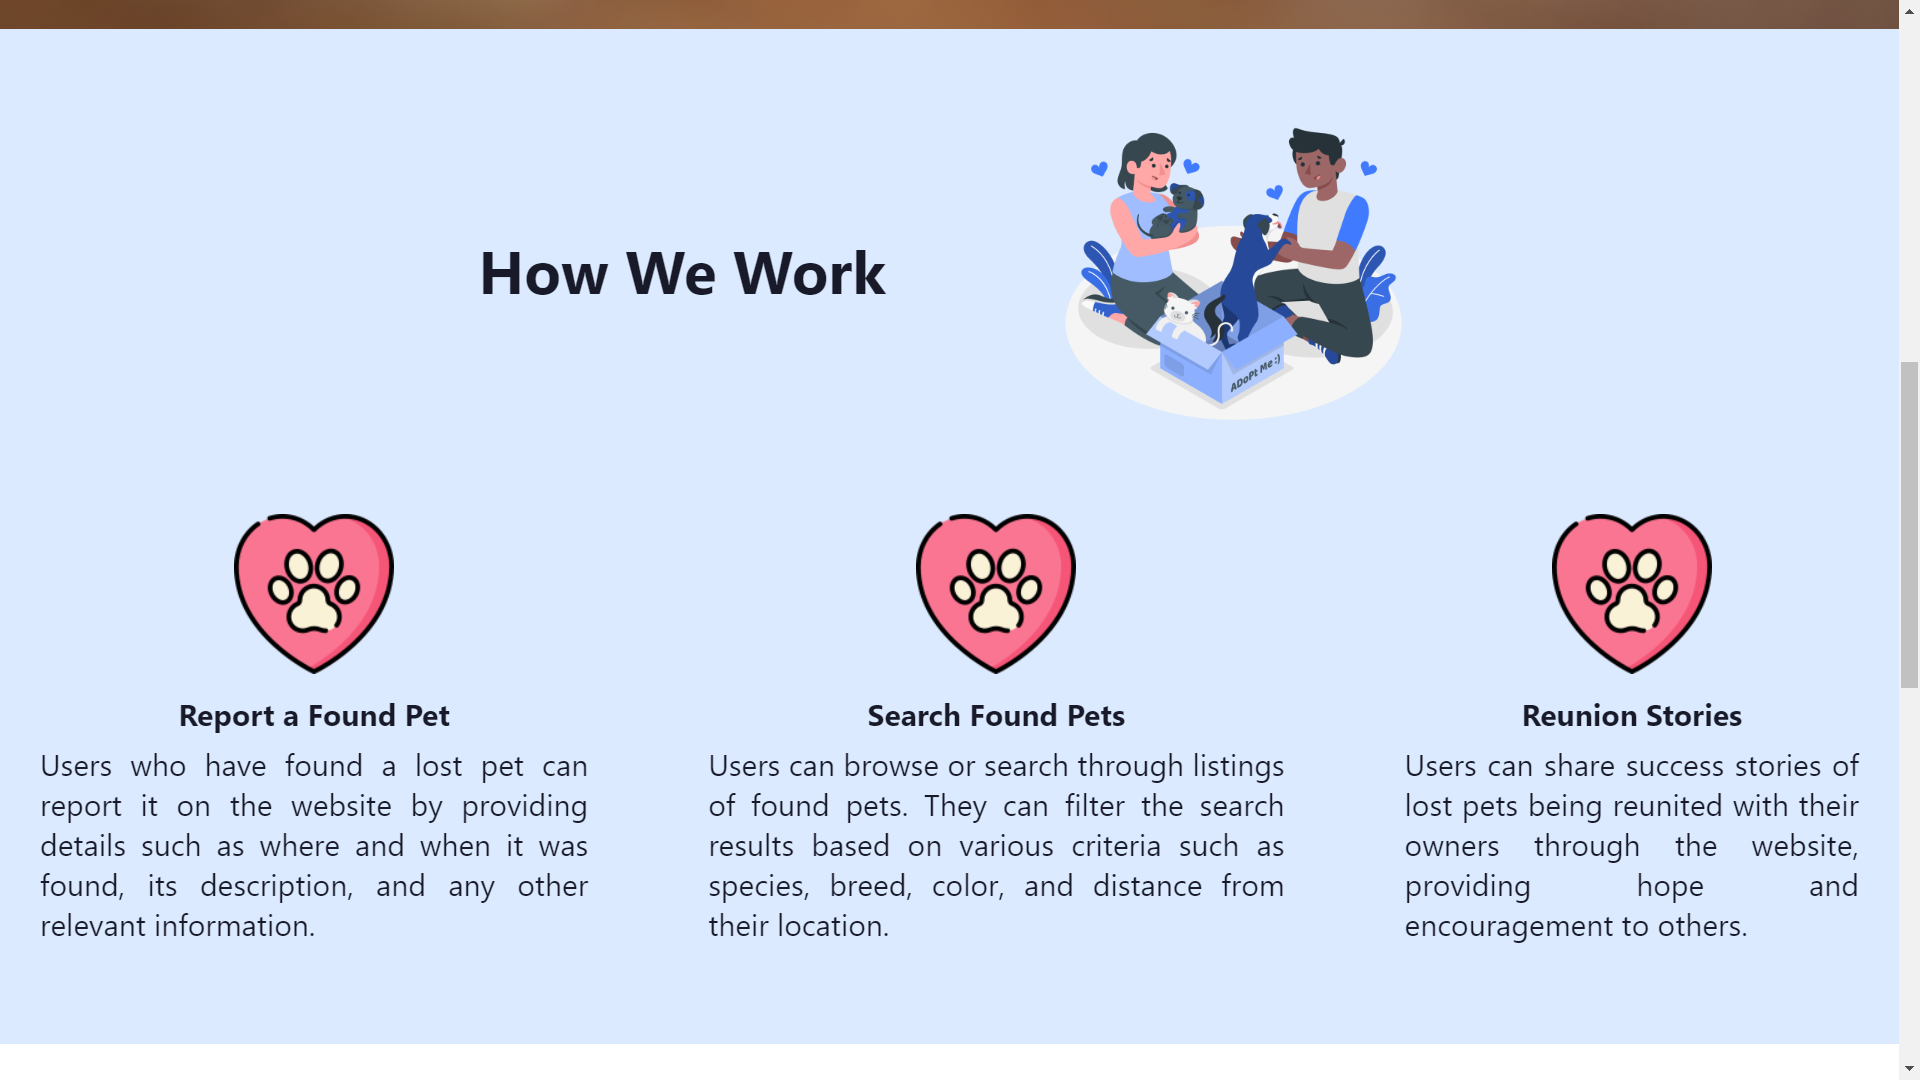 How We Work
ADoPt Me :)
Report a Found Pet
Users who have found a lost pet can
report it on the website by providing
details such as where and when it was
found, its description, and any other
relevant information.
Search Found Pets
Users can browse or search through listings
of found pets. They can filter the search
results based on various criteria such as
species, breed, color, and distance from
their location.
Reunion Stories
Users can share success stories of
lost pets being reunited with their
owners through the website,
providing hope and
encouragement to others.